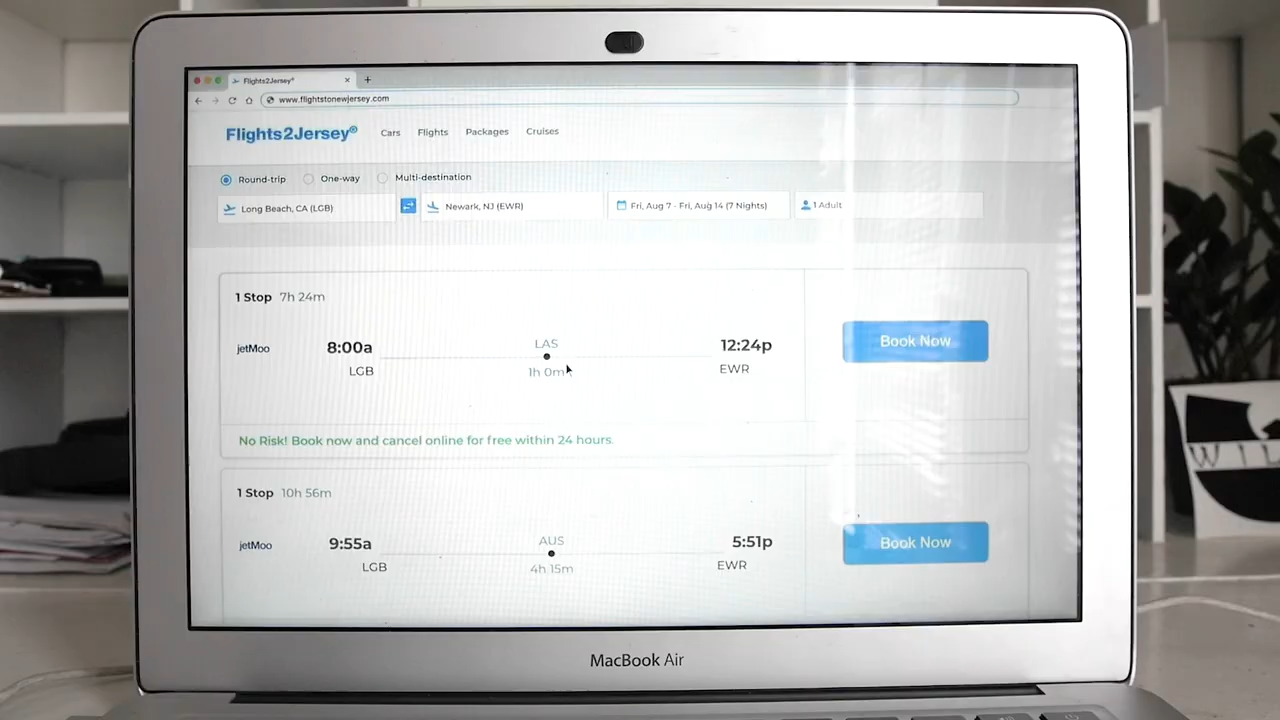 Flights2Jersey®
www.flightstonewjersey.com
Flights2Jersey®
Cars Flights Packages Cruises
Round-trip One-way Multi-destination
Long Beach, CA (LGB) Newark, NJ (EWR) Fri, Aug 7 - Fri, Aug 14 (7 Nights) 1 Adult
1 Stop 7h 24m
jetMoo 8:00a LAS 12:24p
LGB 1h 0m EWR
Book Now
No Risk! Book now and cancel online for free within 24 hours.
1 Stop 10h 56m
jetMoo 9:55a AUS 5:51p
LGB 4h 15m EWR
Book Now
MacBook Air
WIL